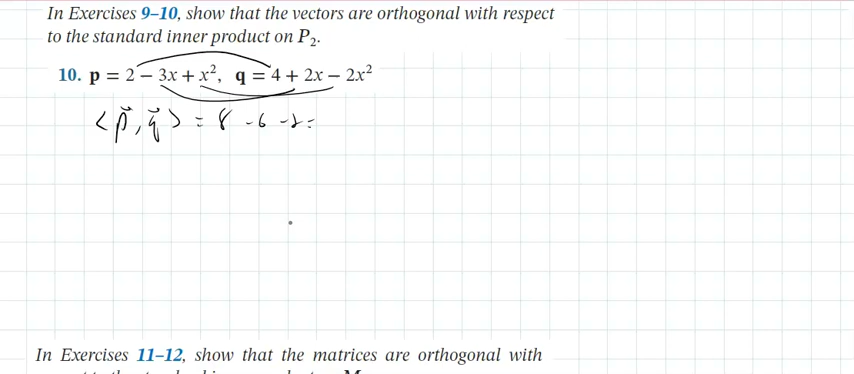 In Exercises 9–10, show that the vectors are orthogonal with respect
to the standard inner product on P₂.
10. p = 2 − 3x + x², q = 4 + 2x − 2x²
⟨p⃗, q⃗⟩ = 8 − 6 − 2 =
In Exercises 11–12, show that the matrices are orthogonal with